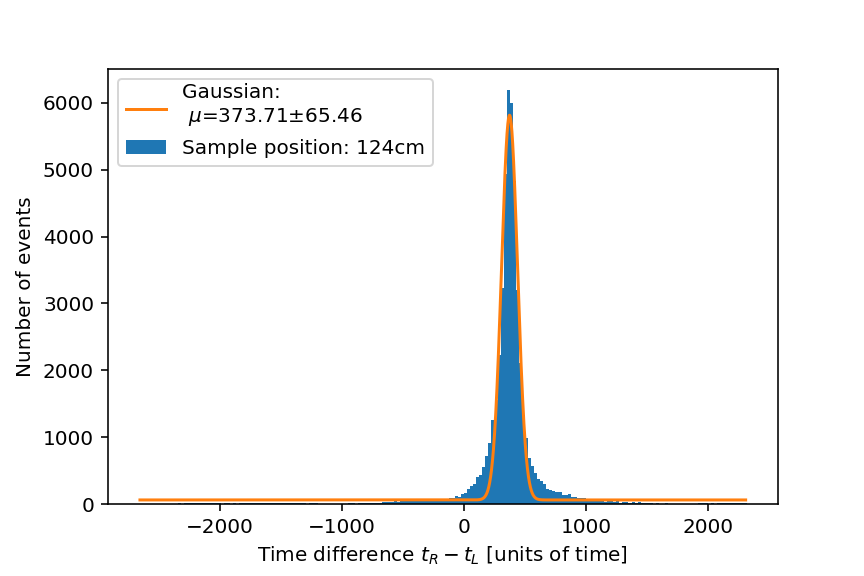 Gaussian:
μ=373.71±65.46
Sample position: 124cm
6000
5000
4000
3000
2000
1000
0
Number of events
−2000
−1000
0
1000
2000
Time difference t_R − t_L [units of time]